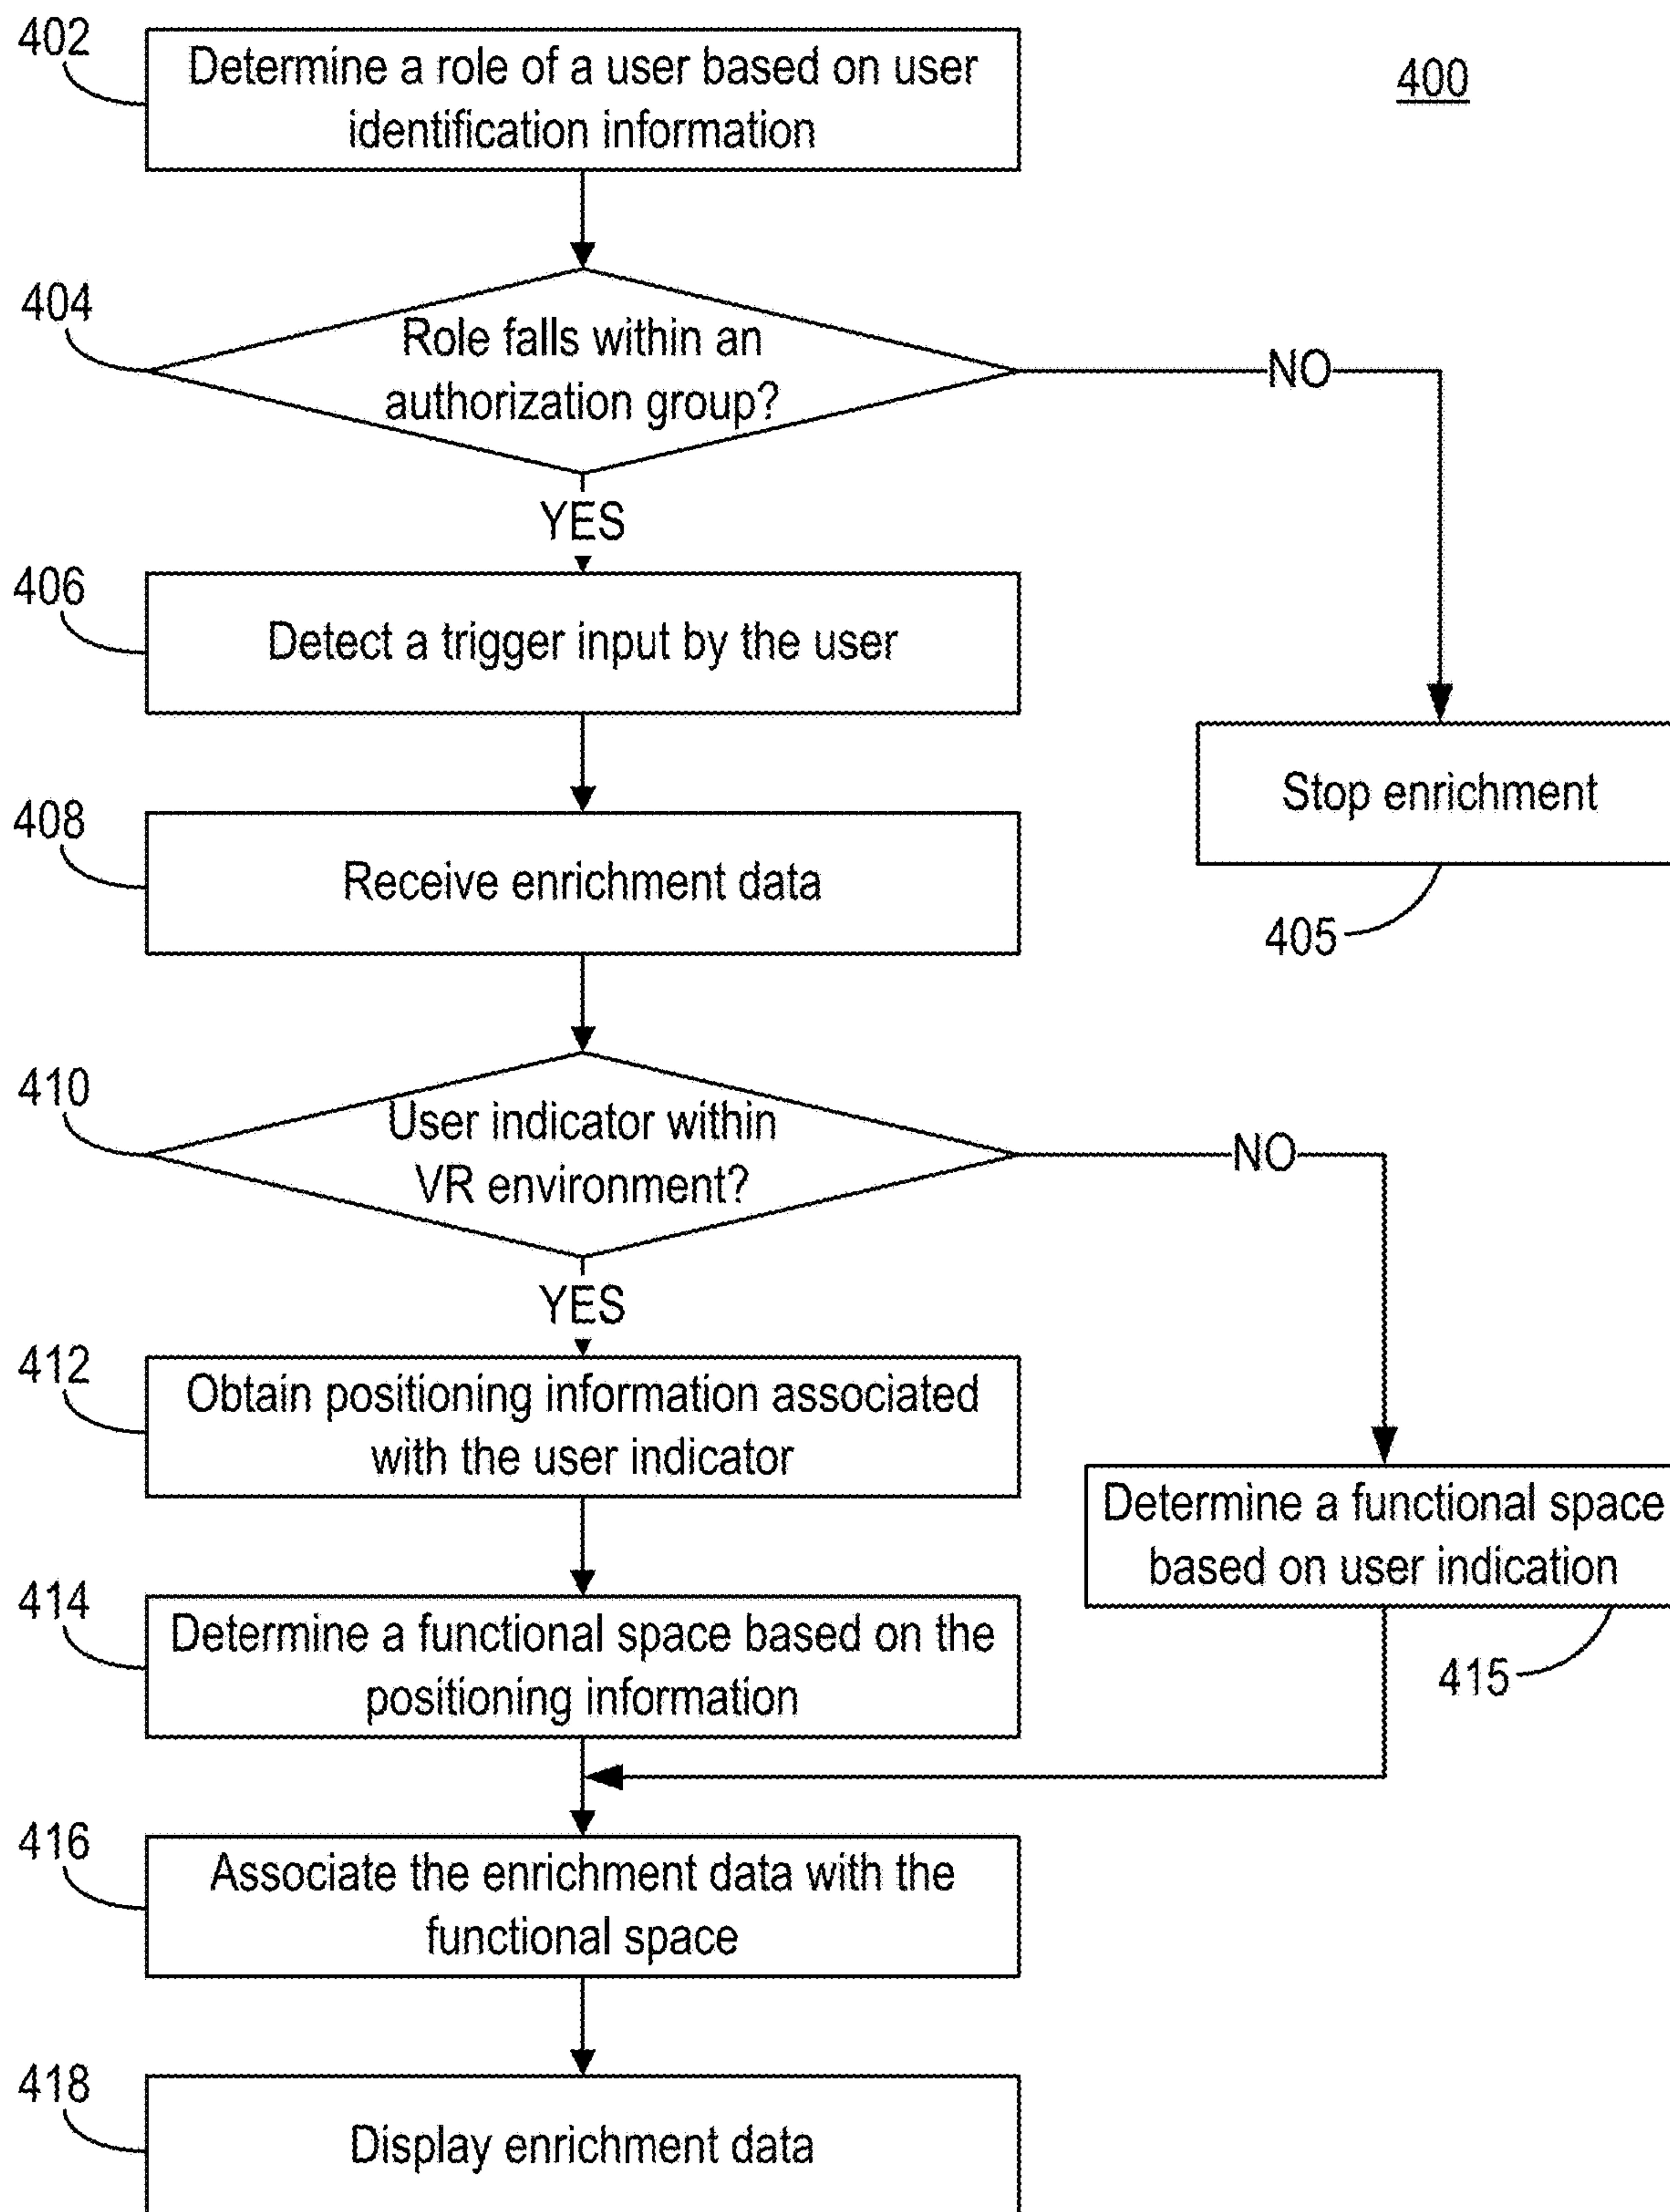 402
Determine a role of a user based on user
identification information
400
404
Role falls within an
authorization group?
NO
YES
406
Detect a trigger input by the user
Stop enrichment
405
408
Receive enrichment data
410
User indicator within
VR environment?
NO
YES
412
Obtain positioning information associated
with the user indicator
Determine a functional space
based on user indication
415
414
Determine a functional space based on the
positioning information
416
Associate the enrichment data with the
functional space
418
Display enrichment data